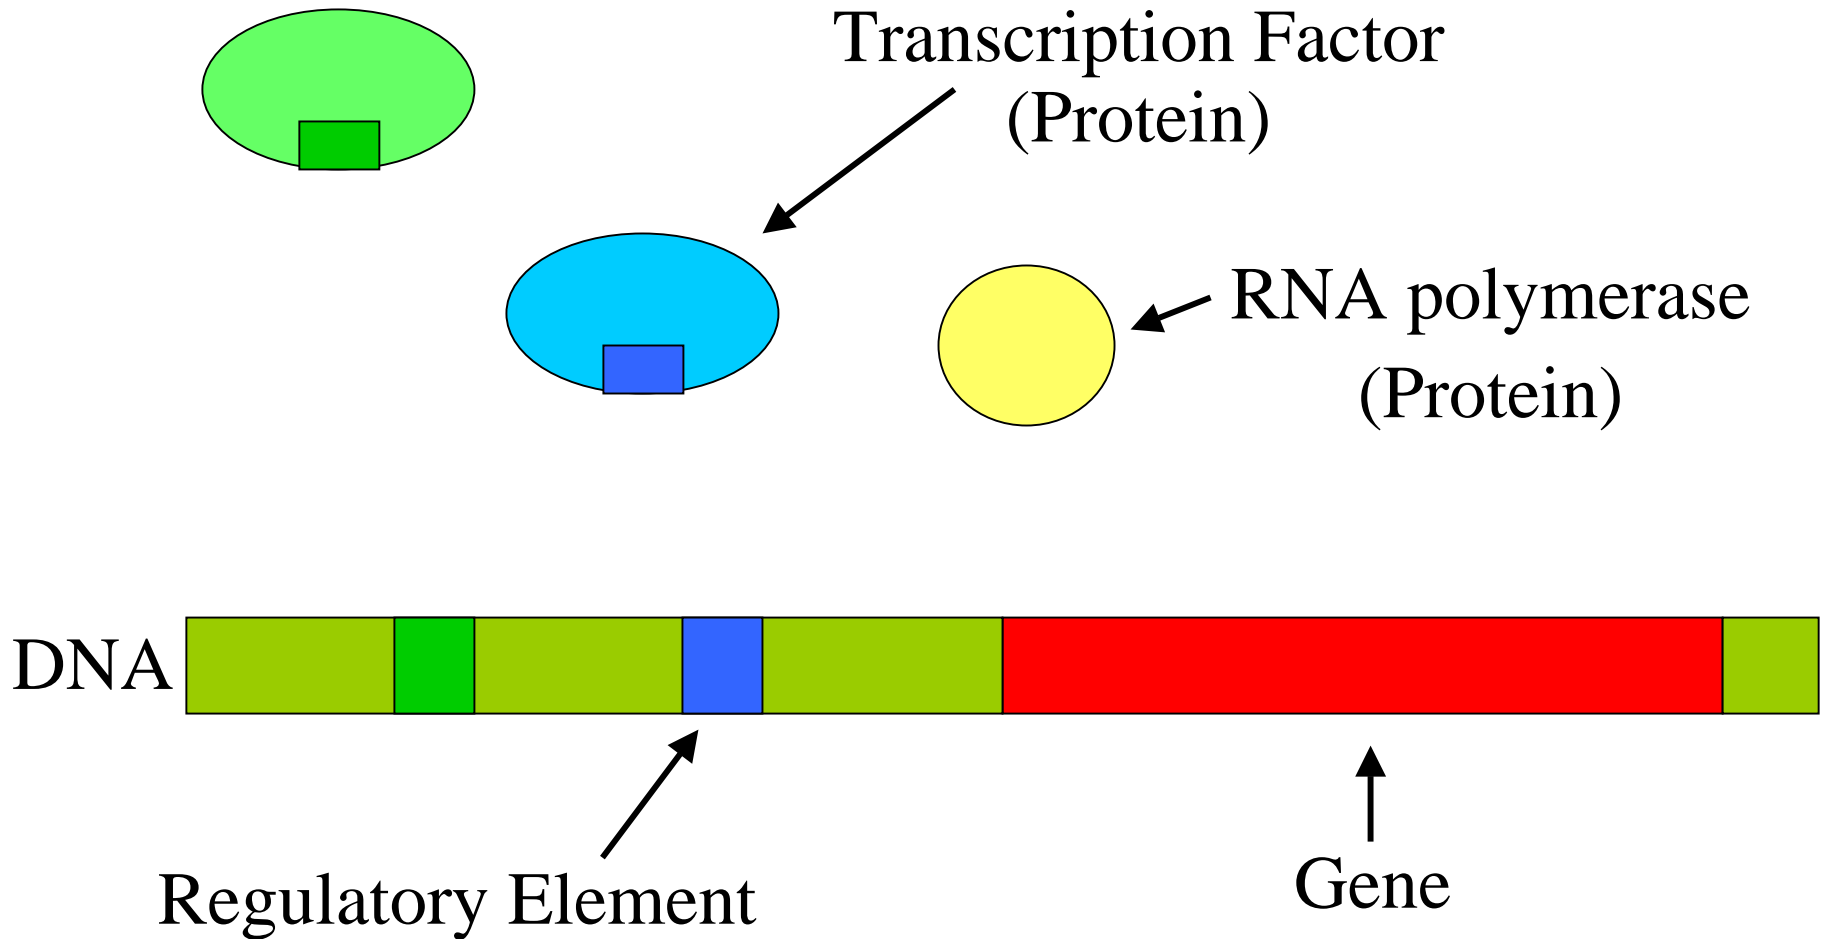 Transcription Factor
(Protein)
RNA polymerase
(Protein)
DNA
Regulatory Element
Gene